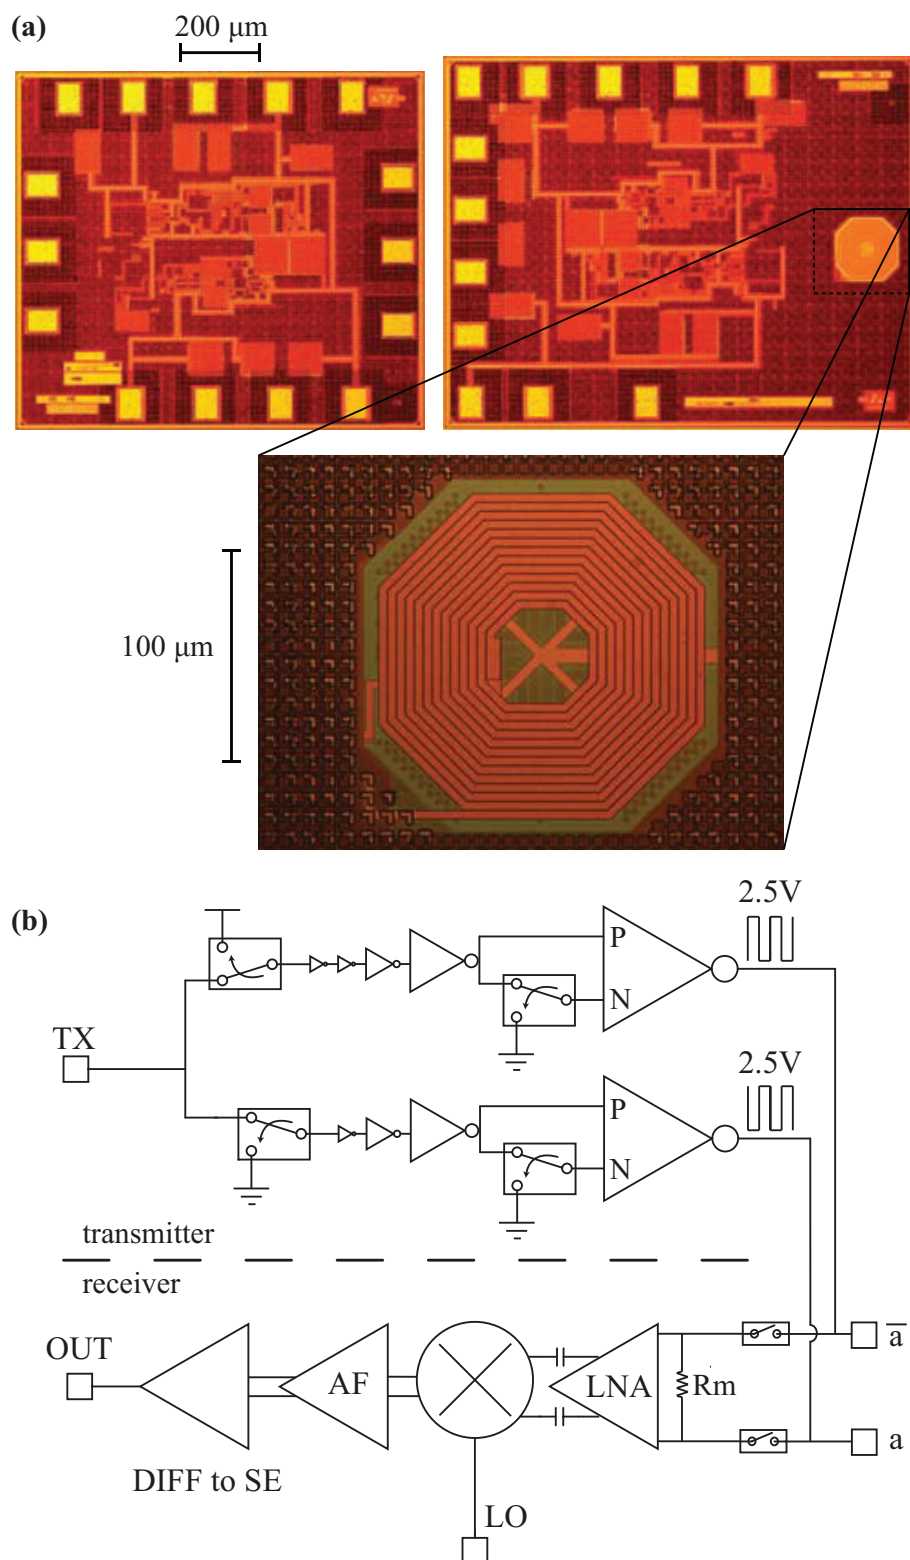 (a)
200 μm
100 μm
(b)
2.5V
P
N
TX
2.5V
P
N
transmitter
receiver
a
OUT
AF
LNA
Rm
a
DIFF to SE
LO